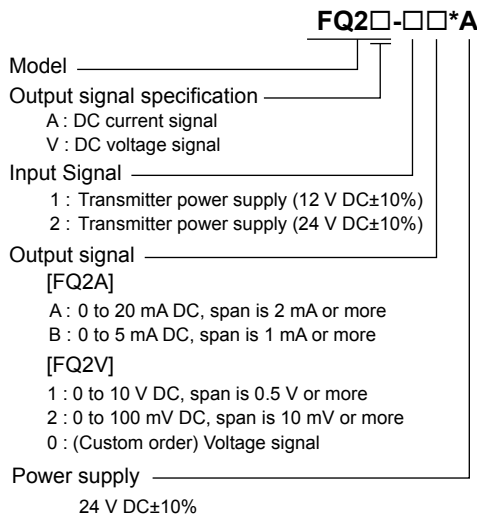 FQ2□-□□*A
Model
Output signal specification
A : DC current signal
V : DC voltage signal
Input Signal
1 : Transmitter power supply (12 V DC±10%)
2 : Transmitter power supply (24 V DC±10%)
Output signal
[FQ2A]
A : 0 to 20 mA DC, span is 2 mA or more
B : 0 to 5 mA DC, span is 1 mA or more
[FQ2V]
1 : 0 to 10 V DC, span is 0.5 V or more
2 : 0 to 100 mV DC, span is 10 mV or more
0 : (Custom order) Voltage signal
Power supply
24 V DC±10%